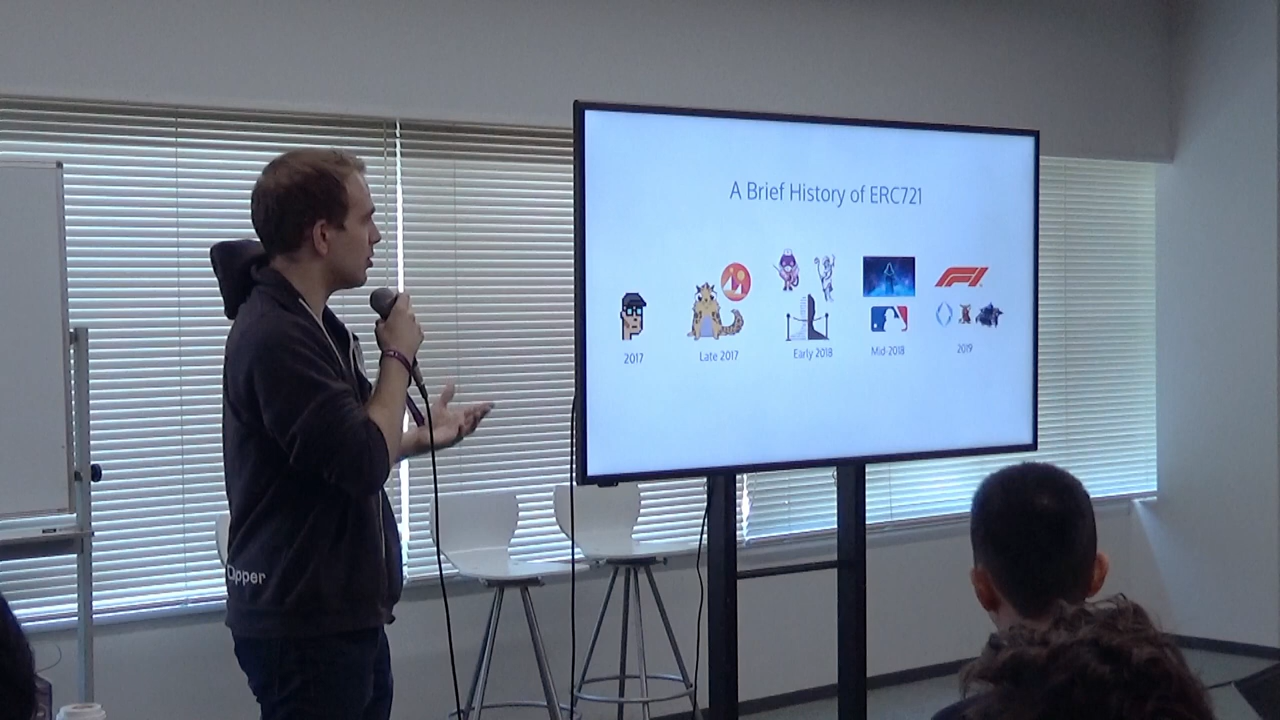 A Brief History of ERC721
2017
Late 2017
Early 2018
Mid-2018
2019
F1
Dapper